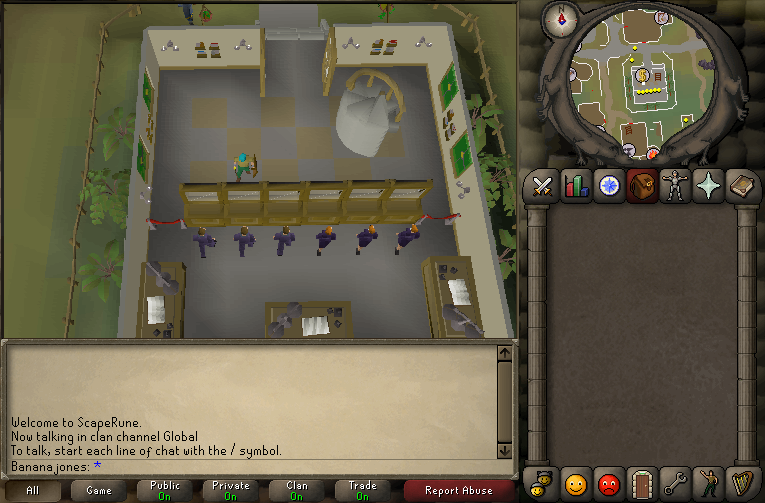 Welcome to ScapeRune.
Now talking in clan channel Global
To talk, start each line of chat with the / symbol.
Banana jones: *
All
Game
Public
On
Private
On
Clan
On
Trade
On
Report Abuse